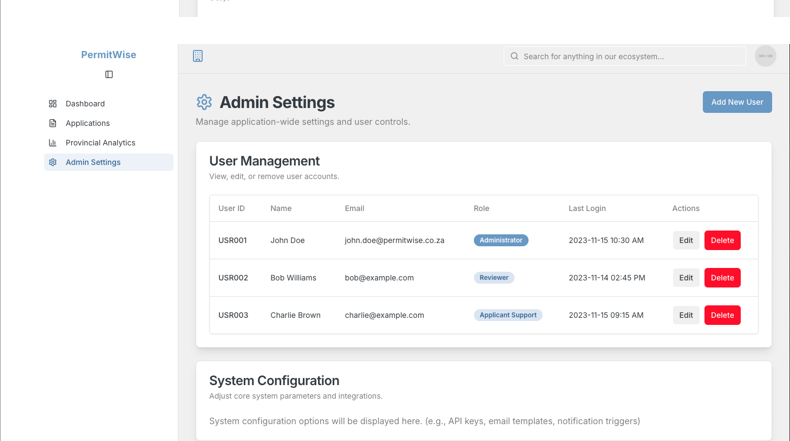 PermitWise
Search for anything in our ecosystem...
Dashboard
Applications
Provincial Analytics
Admin Settings
Admin Settings
Add New User
Manage application-wide settings and user controls.
User Management
View, edit, or remove user accounts.
User ID Name Email Role Last Login Actions
USR001 John Doe john.doe@permitwise.co.za Administrator 2023-11-15 10:30 AM Edit Delete
USR002 Bob Williams bob@example.com Reviewer 2023-11-14 02:45 PM Edit Delete
USR003 Charlie Brown charlie@example.com Applicant Support 2023-11-15 09:15 AM Edit Delete
System Configuration
Adjust core system parameters and integrations.
System configuration options will be displayed here. (e.g., API keys, email templates, notification triggers)